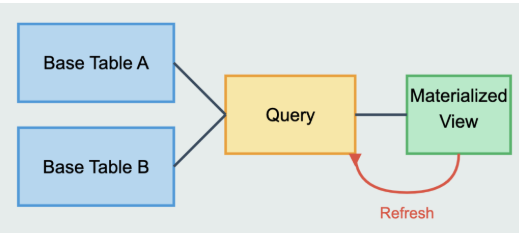 Base Table A
Query
Materialized
View
Base Table B
Refresh